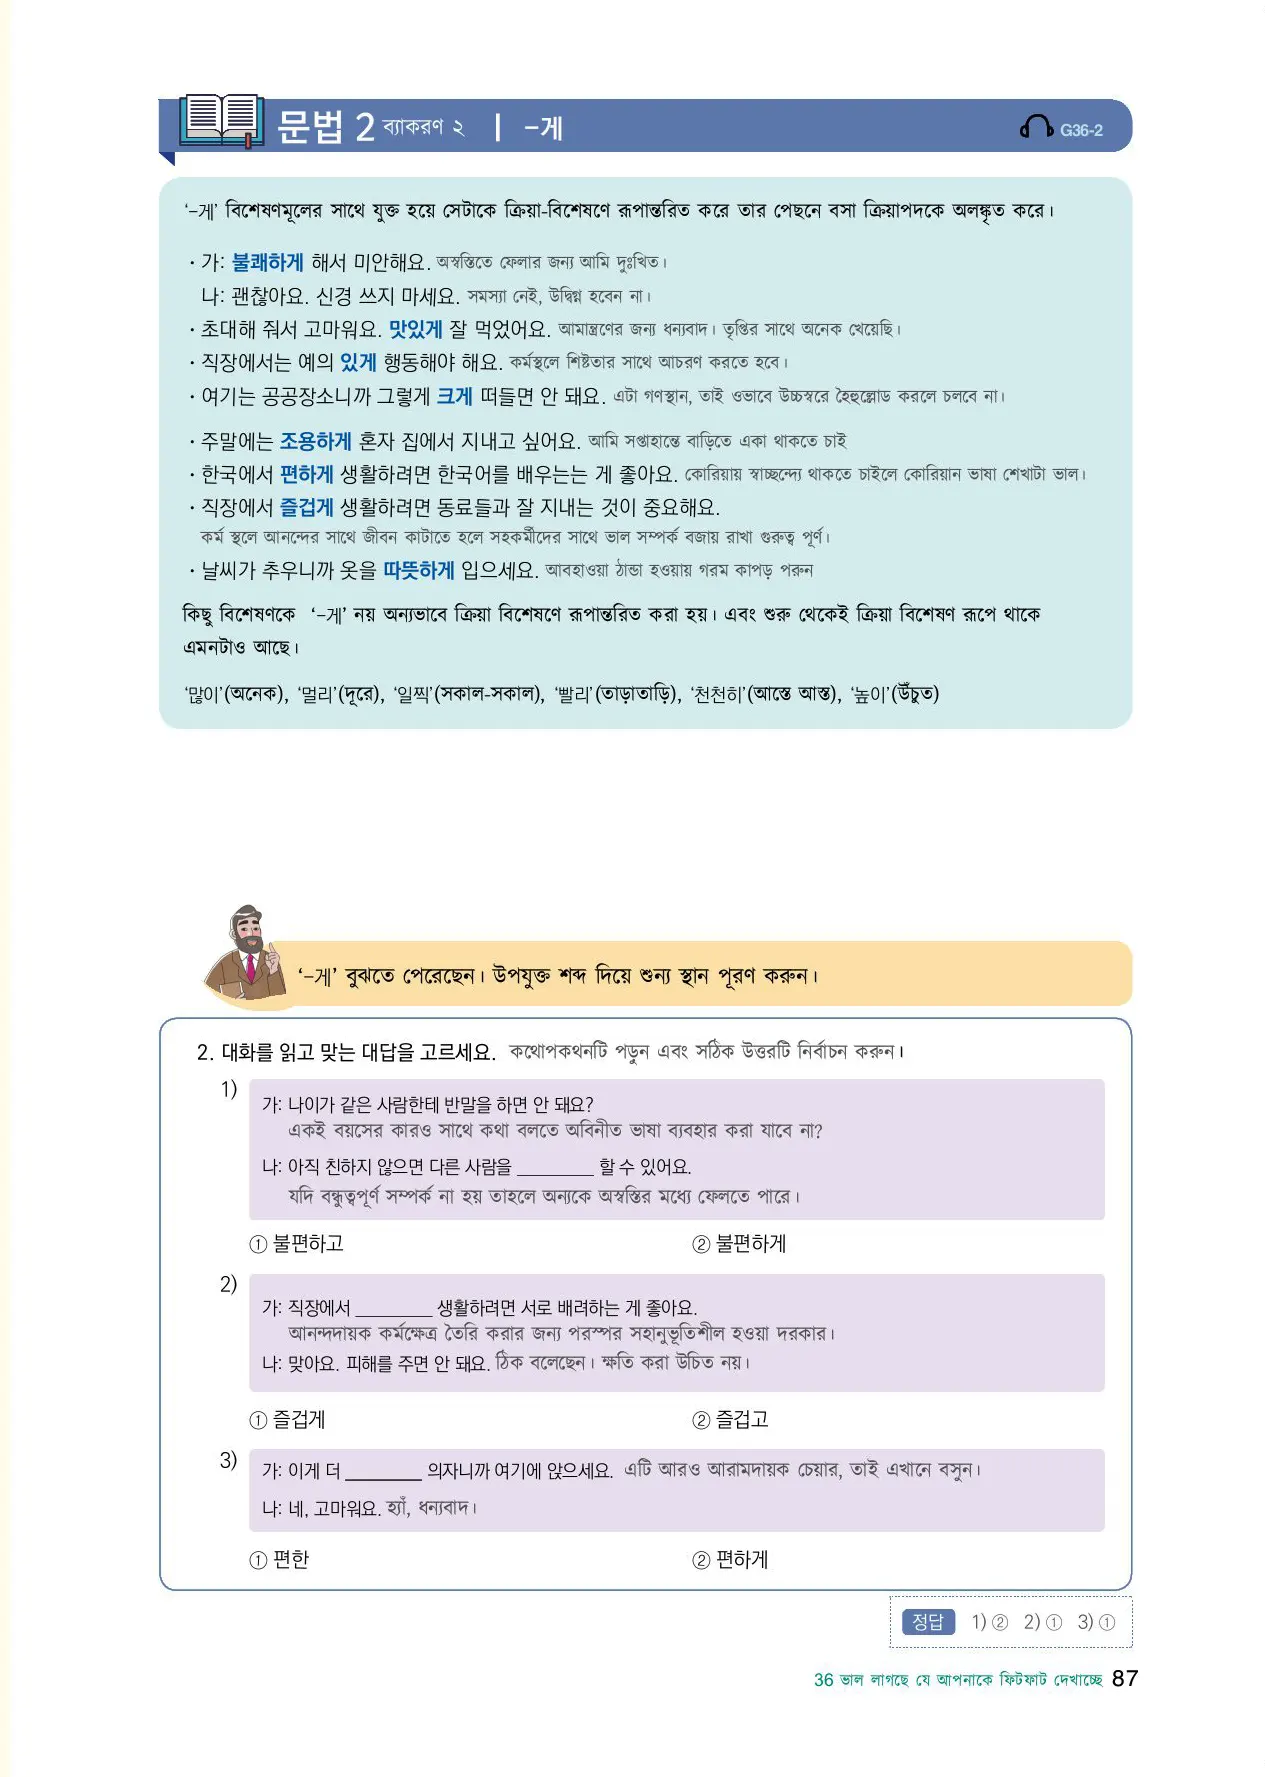 문법 2 ব্যাকরণ ২ | -게
G36-2
‘-게’ বিশেষণমূলের সাথে যুক্ত হয়ে সেটাকে ক্রিয়া-বিশেষণে রূপান্তরিত করে তার পেছনে বসা ক্রিয়াপদকে অলঙ্কৃত করে।
· 가: 불쾌하게 해서 미안해요. অস্বস্তিতে ফেলার জন্য আমি দুঃখিত।
나: 괜찮아요. 신경 쓰지 마세요. সমস্যা নেই, উদ্বিগ্ন হবেন না।
· 초대해 줘서 고마워요. 맛있게 잘 먹었어요. আমান্ত্রণের জন্য ধন্যবাদ। তৃপ্তির সাথে অনেক খেয়েছি।
· 직장에서는 예의 있게 행동해야 해요. কর্মস্থলে শিষ্টতার সাথে আচরণ করতে হবে।
· 여기는 공공장소니까 그렇게 크게 떠들면 안 돼요. এটা গণস্থান, তাই ওভাবে উচ্চস্বরে হৈহুল্লোড করলে চলবে না।
· 주말에는 조용하게 혼자 집에서 지내고 싶어요. আমি সপ্তাহান্তে বাড়িতে একা থাকতে চাই
· 한국에서 편하게 생활하려면 한국어를 배우는는 게 좋아요. কোরিয়ায় স্বাচ্ছন্দ্যে থাকতে চাইলে কোরিয়ান ভাষা শেখাটা ভাল।
· 직장에서 즐겁게 생활하려면 동료들과 잘 지내는 것이 중요해요.
কর্ম স্থলে আনন্দের সাথে জীবন কাটাতে হলে সহকর্মীদের সাথে ভাল সম্পর্ক বজায় রাখা গুরুত্ব পূর্ণ।
· 날씨가 추우니까 옷을 따뜻하게 입으세요. আবহাওয়া ঠান্ডা হওয়ায় গরম কাপড় পরুন
কিছু বিশেষণকে ‘-게’ নয় অন্যভাবে ক্রিয়া বিশেষণে রূপান্তরিত করা হয়। এবং শুরু থেকেই ক্রিয়া বিশেষণ রূপে থাকে
এমনটাও আছে।
‘많이’(অনেক), ‘멀리’(দূরে), ‘일찍’(সকাল-সকাল), ‘빨리’(তাড়াতাড়ি), ‘천천히’(আস্তে আস্ত), ‘높이’(উঁচুত)
‘-게’ বুঝতে পেরেছেন। উপযুক্ত শব্দ দিয়ে শুন্য স্থান পূরণ করুন।
2. 대화를 읽고 맞는 대답을 고르세요. কথোপকথনটি পড়ুন এবং সঠিক উত্তরটি নির্বাচন করুন।
1)
가: 나이가 같은 사람한테 반말을 하면 안 돼요?
একই বয়সের কারও সাথে কথা বলতে অবিনীত ভাষা ব্যবহার করা যাবে না?
나: 아직 친하지 않으면 다른 사람을 ________ 할 수 있어요.
যদি বন্ধুত্বপূর্ণ সম্পর্ক না হয় তাহলে অন্যকে অস্বস্তির মধ্যে ফেলতে পারে।
① 불편하고 ② 불편하게
2)
가: 직장에서 ________ 생활하려면 서로 배려하는 게 좋아요.
আনন্দদায়ক কর্মক্ষেত্র তৈরি করার জন্য পরস্পর সহানুভূতিশীল হওয়া দরকার।
나: 맞아요. 피해를 주면 안 돼요. ঠিক বলেছেন। ক্ষতি করা উচিত নয়।
① 즐겁게 ② 즐겁고
3)
가: 이게 더 ________ 의자니까 여기에 앉으세요. এটি আরও আরামদায়ক চেয়ার, তাই এখানে বসুন।
나: 네, 고마워요. হ্যাঁ, ধন্যবাদ।
① 편한 ② 편하게
정답 1) ② 2) ① 3) ①
36 ভাল লাগছে যে আপনাকে ফিটফাট দেখাচ্ছে 87